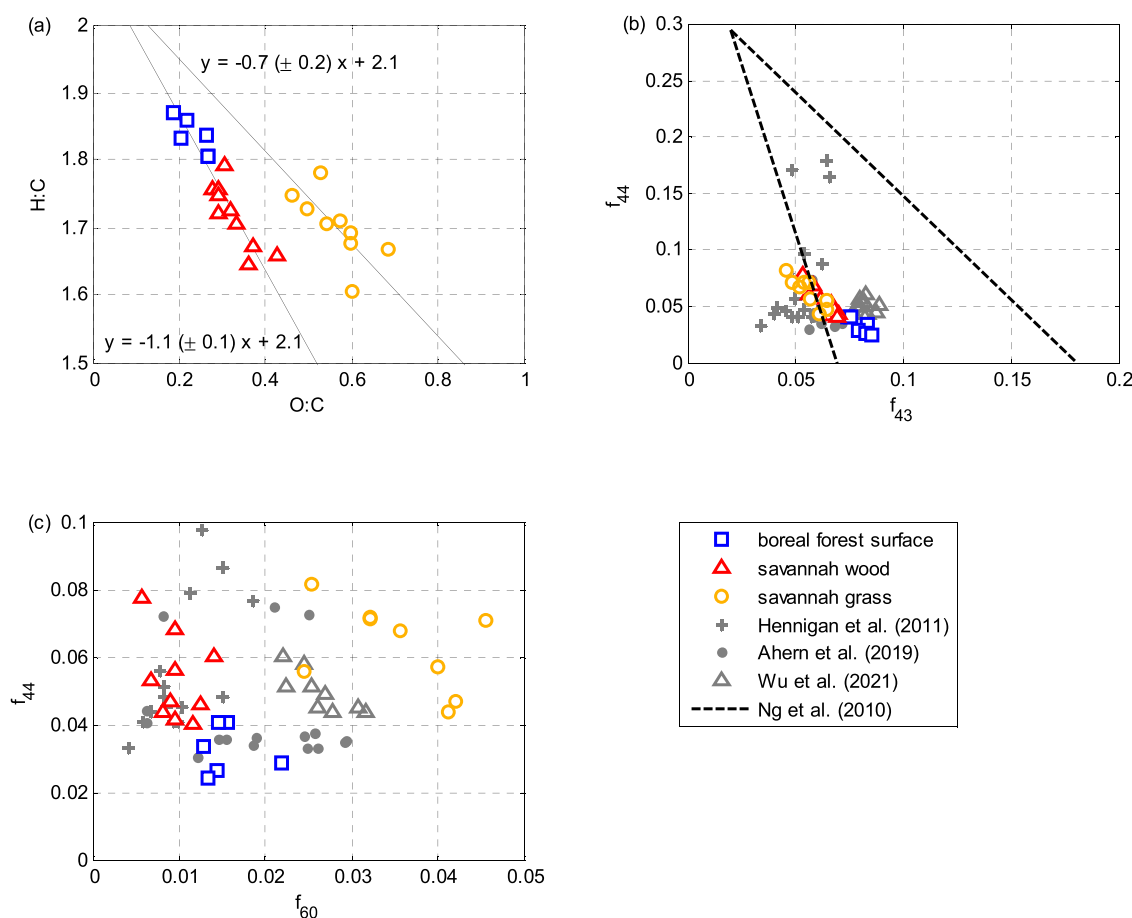 (a)
2
1.9
1.8
1.7
1.6
1.5
H:C
y = -0.7 (± 0.2) x + 2.1
y = -1.1 (± 0.1) x + 2.1
0
0.2
0.4
0.6
0.8
1
O:C
(b)
0.3
0.25
0.2
0.15
0.1
0.05
0
f44
0
0.05
0.1
0.15
0.2
f43
(c)
0.1
0.08
0.06
0.04
0.02
0
f44
0
0.01
0.02
0.03
0.04
0.05
f60
boreal forest surface
savannah wood
savannah grass
Hennigan et al. (2011)
Ahern et al. (2019)
Wu et al. (2021)
Ng et al. (2010)